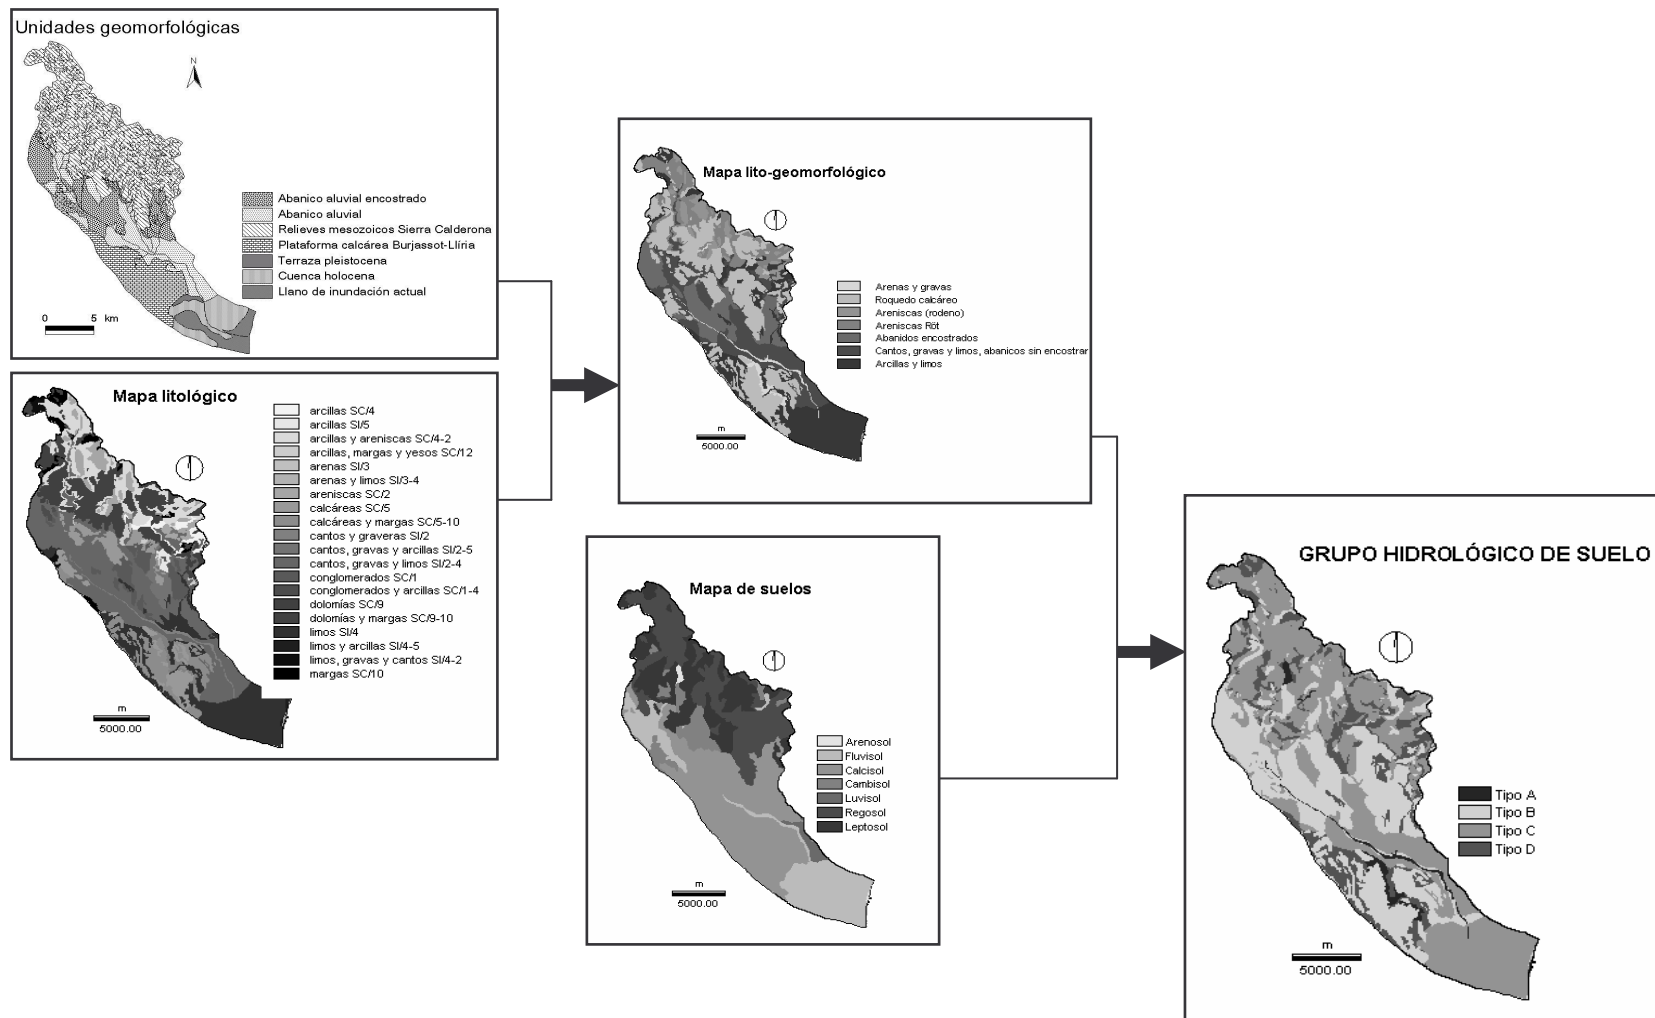 Unidades geomorfológicas
N
Abanico aluvial encostrado
Abanico aluvial
Relieves mesozoicos Sierra Calderona
Plataforma calcárea Burjassot-Llíria
Terraza pleistocena
Cuenca holocena
Llano de inundación actual
0 5 km
Mapa litológico
arcillas SC/4
arcillas SI/5
arcillas y areniscas SC/4-2
arcillas, margas y yesos SC/12
arenas SI/3
arenas y limos SI/3-4
areniscas SC/2
calcáreas SC/5
calcáreas y margas SC/5-10
cantos y graveras SI/2
cantos, gravas y arcillas SI/2-5
cantos, gravas y limos SI/2-4
conglomerados SC/1
conglomerados y arcillas SC/1-4
dolomías SC/9
dolomías y margas SC/9-10
limos SI/4
limos y arcillas SI/4-5
limos, gravas y cantos SI/4-2
margas SC/10
m
5000.00
Mapa lito-geomorfológico
Arenas y gravas
Roquedo calcáreo
Areniscas (rodeno)
Areniscas Röt
Abanidos encostrados
Cantos, gravas y limos, abanicos sin encostrar
Arcillas y limos
m
5000.00
Mapa de suelos
Arenosol
Fluvisol
Calcisol
Cambisol
Luvisol
Regosol
Leptosol
m
5000.00
GRUPO HIDROLÓGICO DE SUELO
Tipo A
Tipo B
Tipo C
Tipo D
m
5000.00